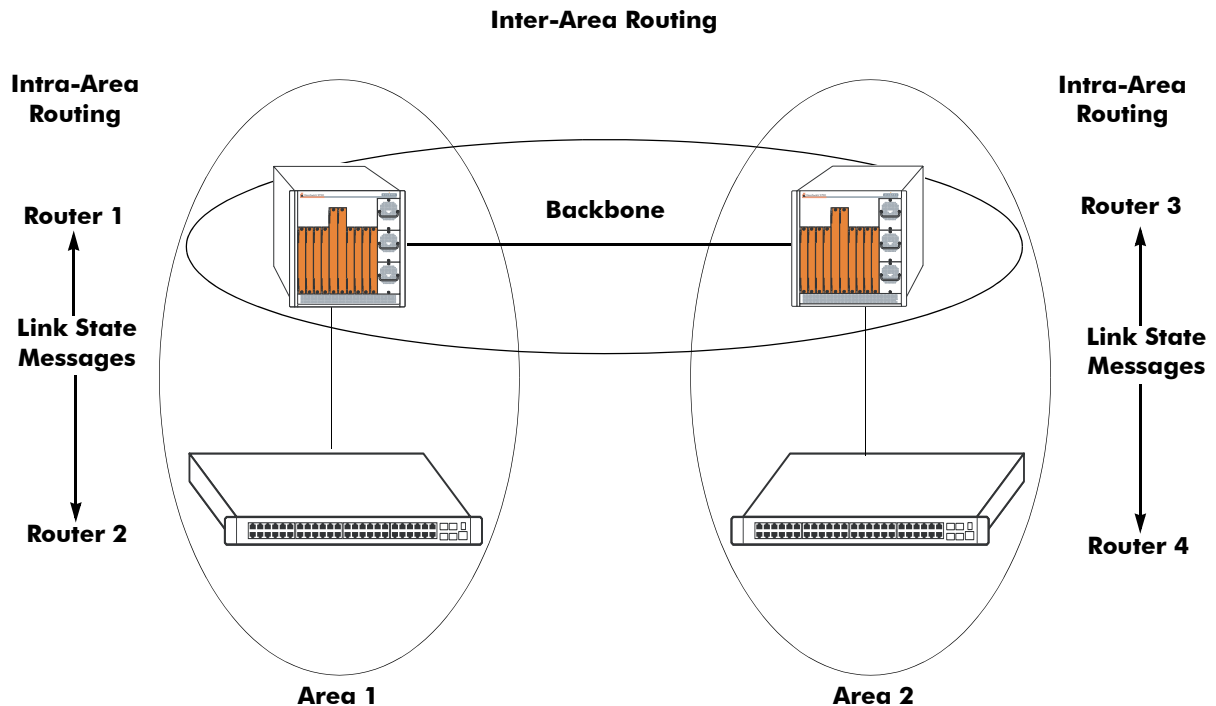 Inter-Area Routing
Intra-Area
Routing
Intra-Area
Routing
Router 1
Backbone
Router 3
Link State
Messages
Link State
Messages
Router 2
Router 4
Area 1
Area 2